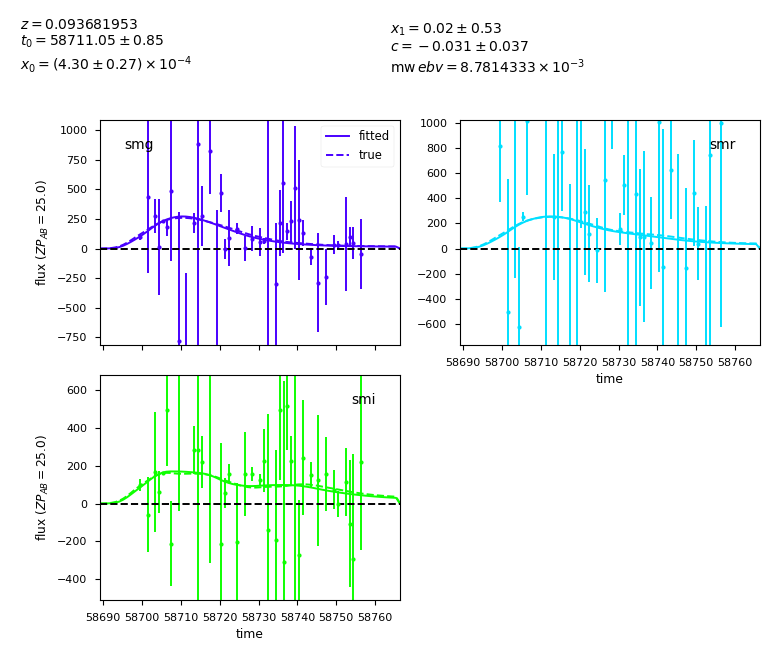 z = 0.093681953
t₀ = 58711.05 ± 0.85
x₀ = (4.30 ± 0.27) × 10⁻⁴
x₁ = 0.02 ± 0.53
c = −0.031 ± 0.037
mw ebv = 8.7814333 × 10⁻³
smg
fitted
true
1000
750
500
250
0
−250
−500
−750
flux (ZP_AB = 25.0)
smr
1000
800
600
400
200
0
−200
−400
−600
58690 58700 58710 58720 58730 58740 58750 58760
time
smi
600
400
200
0
−200
−400
flux (ZP_AB = 25.0)
58690 58700 58710 58720 58730 58740 58750 58760
time